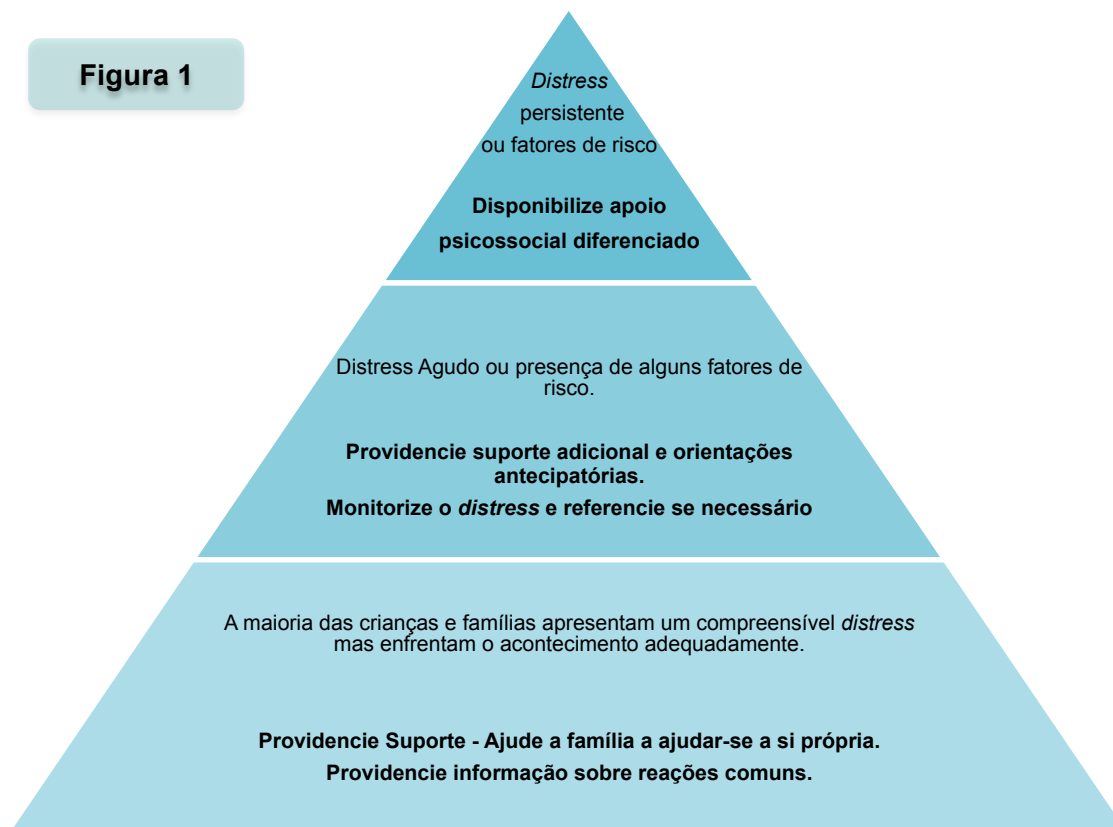 Figura 1
Distress
persistente
ou fatores de risco
Disponibilize apoio
psicossocial diferenciado
Distress Agudo ou presença de alguns fatores de
risco.
Providencie suporte adicional e orientações
antecipatórias.
Monitorize o distress e referencie se necessário
A maioria das crianças e famílias apresentam um compreensível distress
mas enfrentam o acontecimento adequadamente.
Providencie Suporte - Ajude a família a ajudar-se a si própria.
Providencie informação sobre reações comuns.